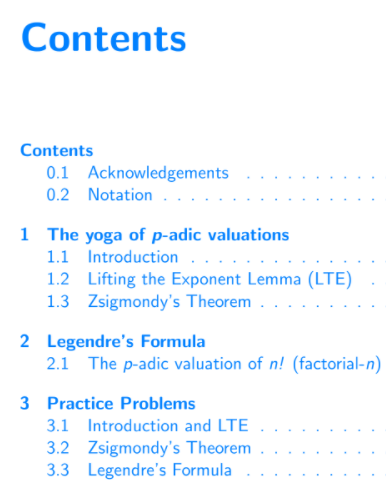 Contents
Contents
0.1 Acknowledgements . . . . . . . . . .
0.2 Notation . . . . . . . . . . . . . . . .
1 The yoga of p-adic valuations
1.1 Introduction . . . . . . . . . . . . . .
1.2 Lifting the Exponent Lemma (LTE) .
1.3 Zsigmondy's Theorem . . . . . . . . .
2 Legendre's Formula
2.1 The p-adic valuation of n! (factorial-n)
3 Practice Problems
3.1 Introduction and LTE . . . . . . . . .
3.2 Zsigmondy's Theorem . . . . . . . . .
3.3 Legendre's Formula . . . . . . . . . .